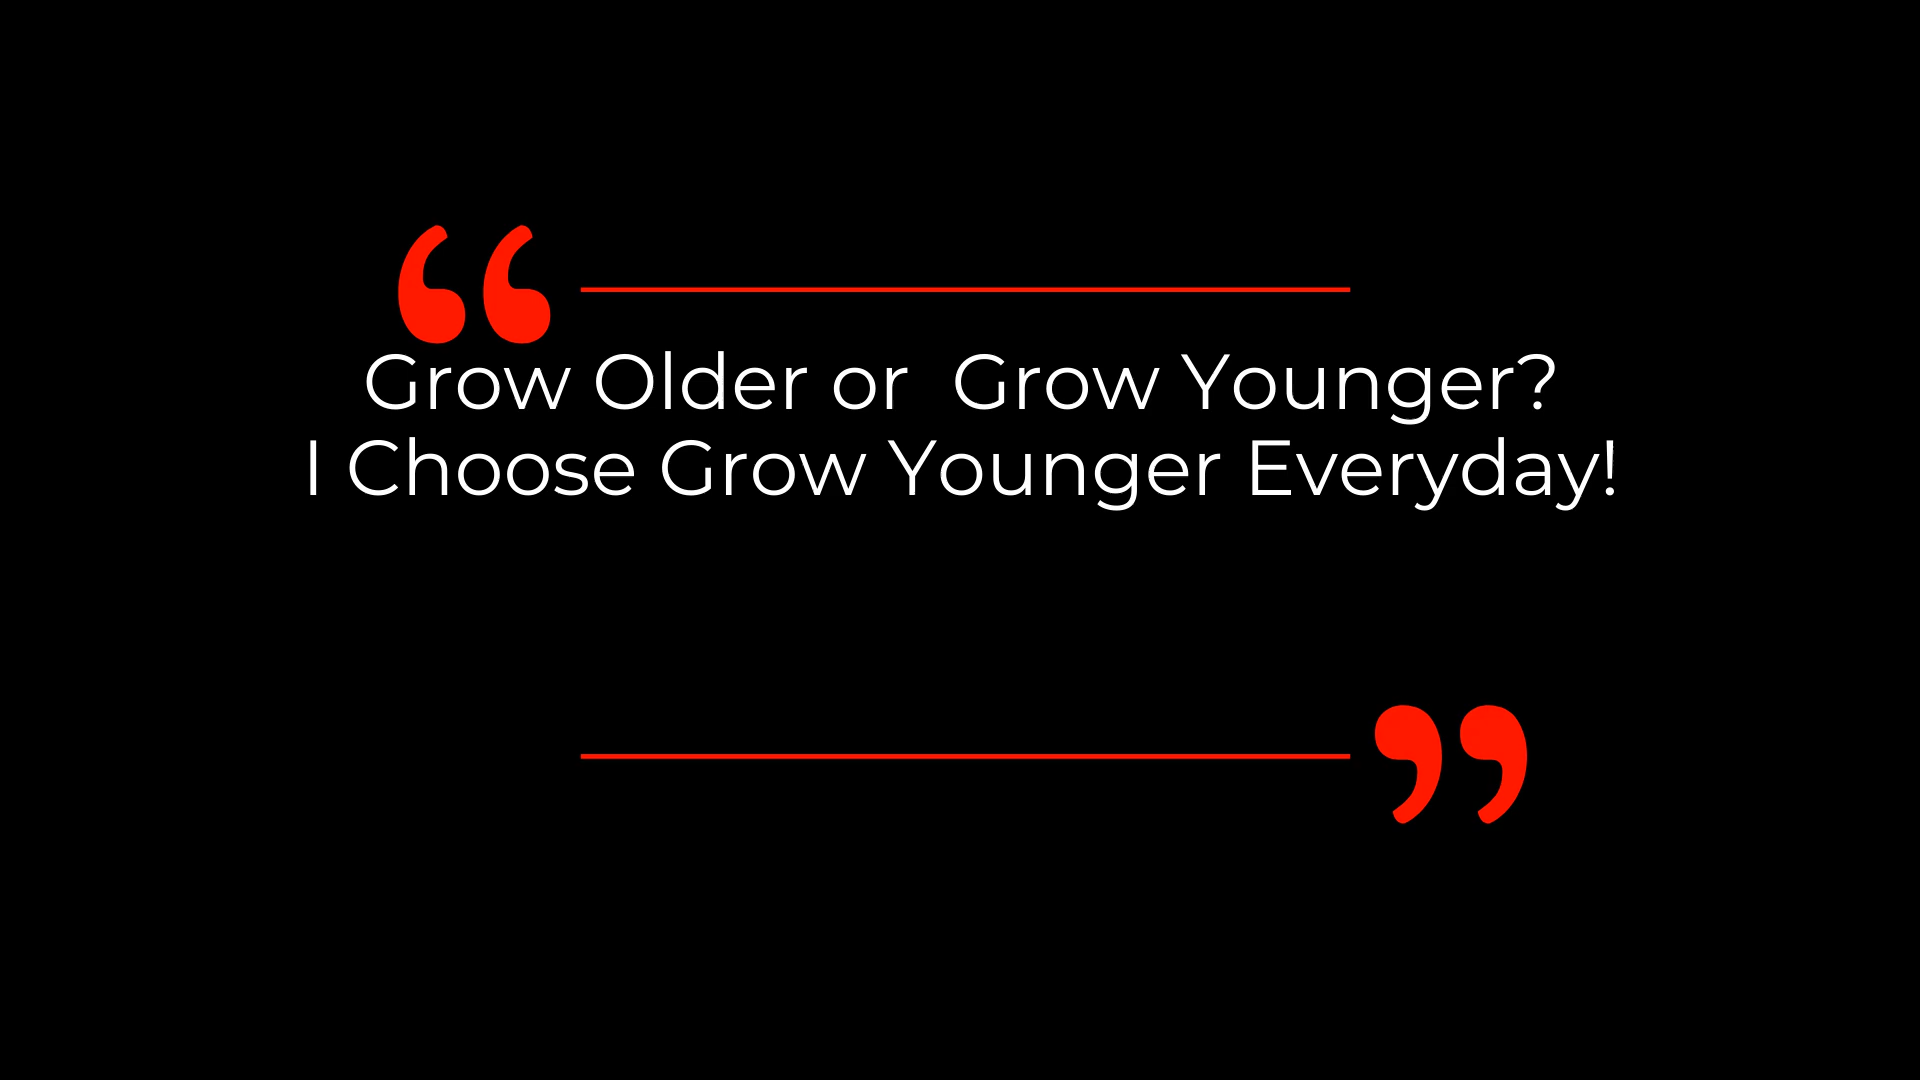 “
Grow Older or  Grow Younger?
I Choose Grow Younger Everyday!
”